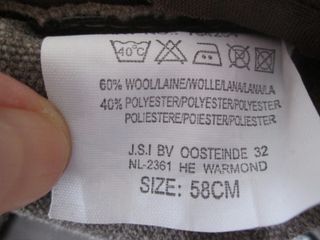 40°C
60% WOOL/LAINE/WOLLE/LANA/LANA/LA
40% POLYESTER/POLYESTER/POLYESTER
POLIESTERE/POIESTER/POLIESTER
J.S.I BV OOSTEINDE 32
NL-2361 HE WARMOND
SIZE: 58CM